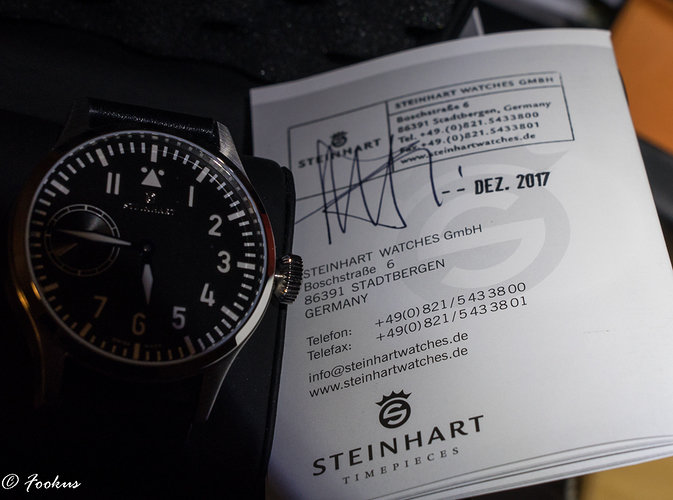 STEINHART WATCHES GMBH
Boschstraße 6
86391 Stadtbergen, Germany
Tel. +49.(0)821.5433800
Fax +49.(0)821.5433801
www.steinhartwatches.de
STEINHART
-- DEZ. 2017
STEINHART WATCHES GmbH
Boschstraße 6
86391 STADTBERGEN
GERMANY
Telefon: +49(0)821/5433800
Telefax: +49(0)821/5433801
info@steinhartwatches.de
www.steinhartwatches.de
STEINHART
TIMEPIECES
11
1
2
3
4
5
6
7
STEINHART
© Fookus